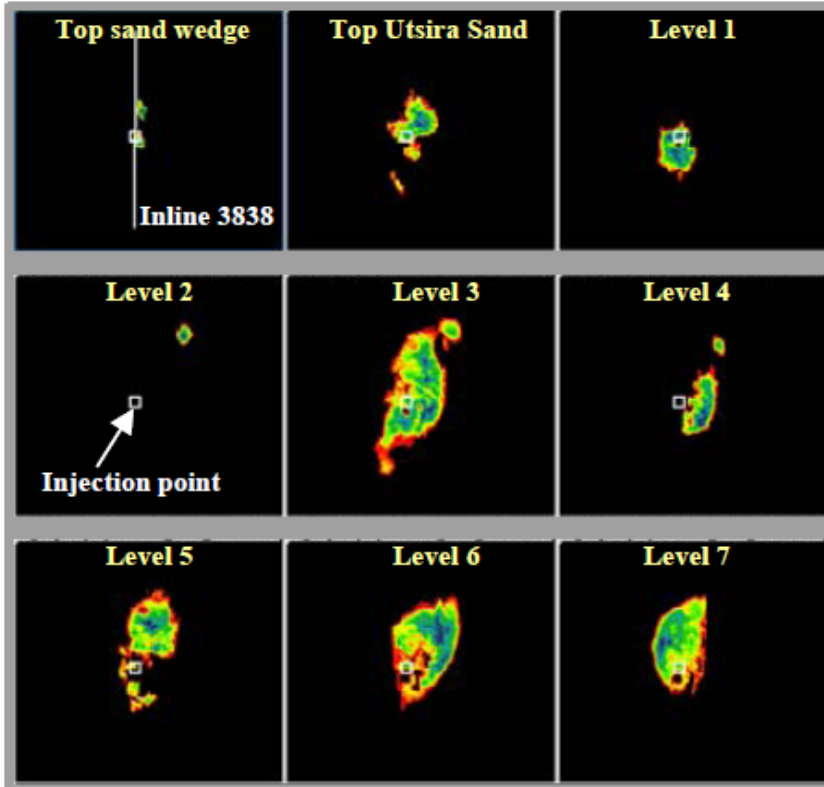 Top sand wedge
Top Utsira Sand
Level 1
Inline 3838
Level 2
Level 3
Level 4
Injection point
Level 5
Level 6
Level 7